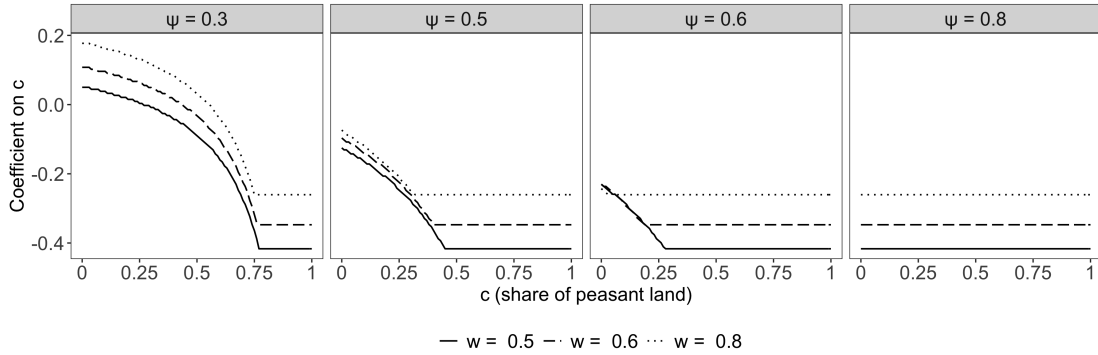 ψ = 0.3 ψ = 0.5 ψ = 0.6 ψ = 0.8
Coefficient on c
0.2
0.0
-0.2
-0.4
0 0.25 0.5 0.75 1 0 0.25 0.5 0.75 1 0 0.25 0.5 0.75 1 0 0.25 0.5 0.75 1
c (share of peasant land)
w = 0.5 w = 0.6 w = 0.8